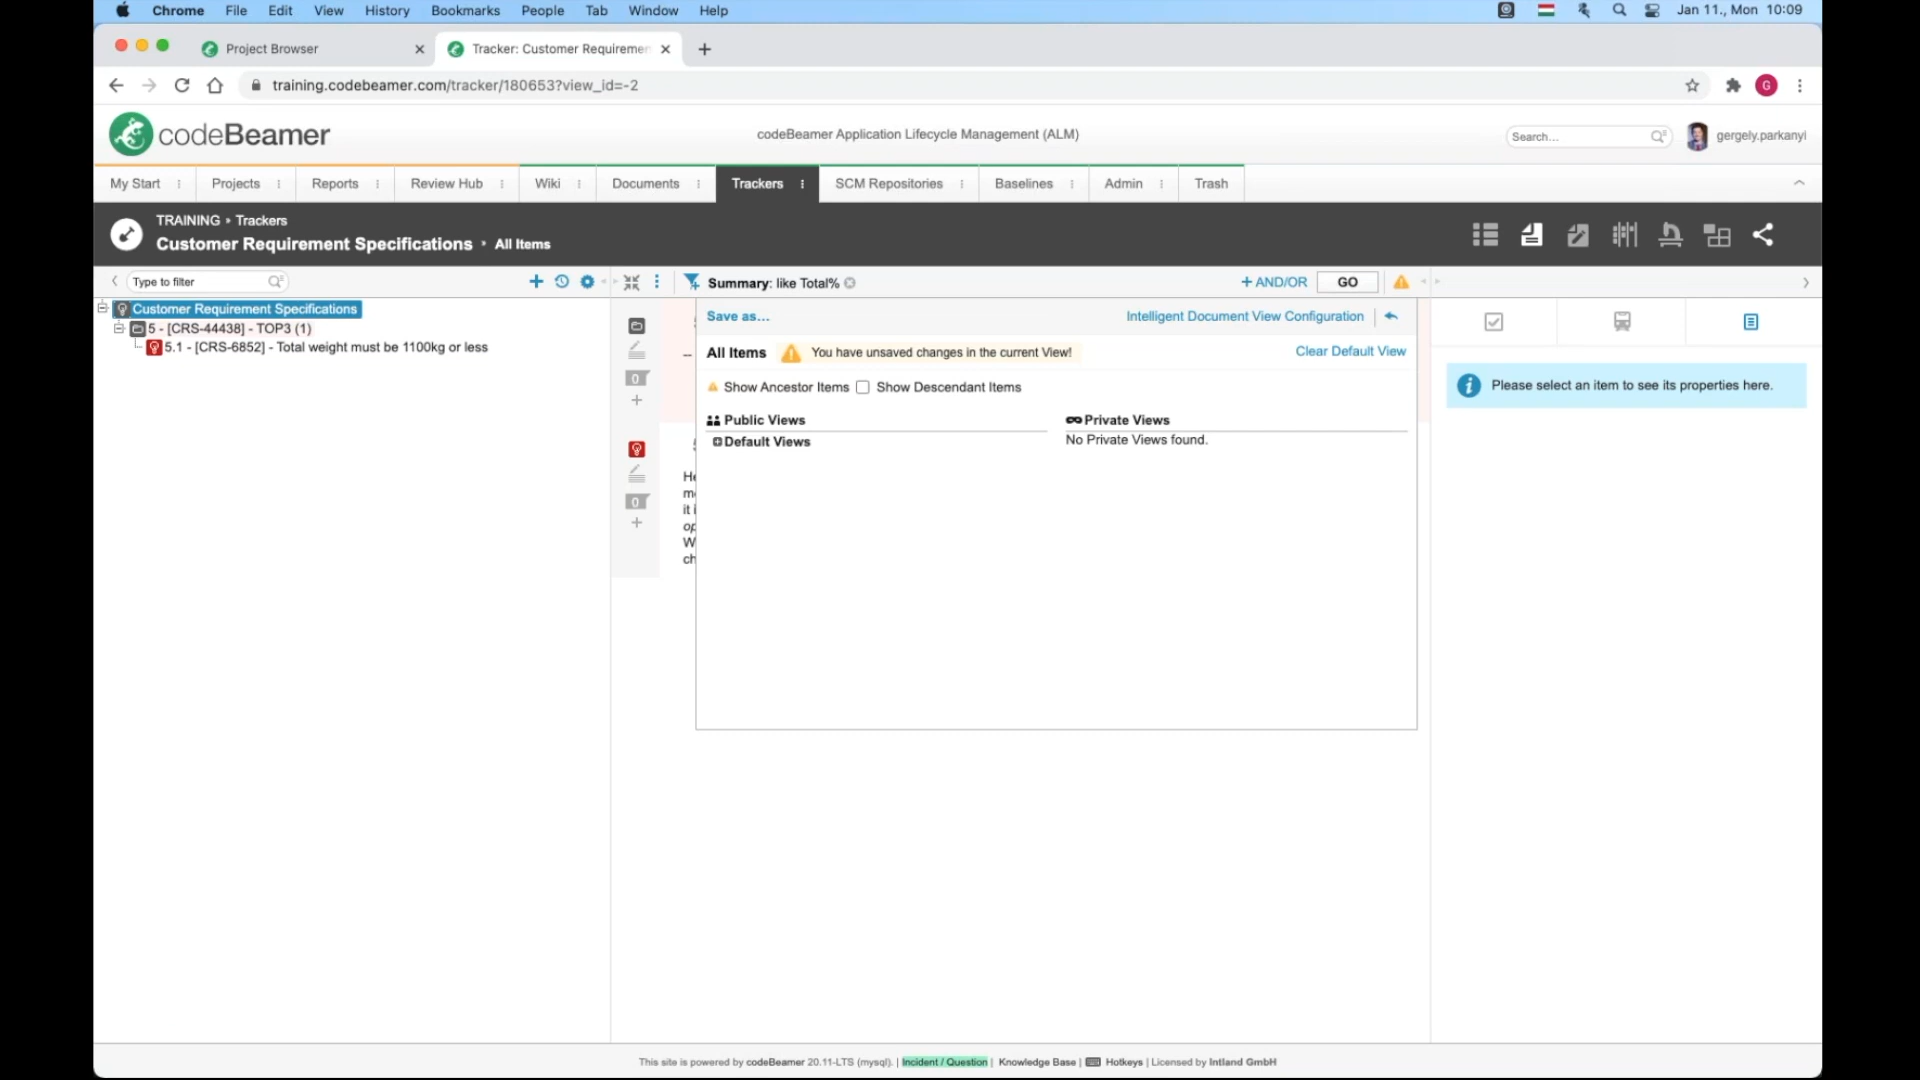 Chrome File Edit View History Bookmarks People Tab Window Help Jan 11., Mon 10:09
Project Browser Tracker: Customer Requiremen
training.codebeamer.com/tracker/180653?view_id=-2 G
codeBeamer codeBeamer Application Lifecycle Management (ALM) Search... gergely.parkanyi
My Start Projects Reports Review Hub Wiki Documents Trackers SCM Repositories Baselines Admin Trash
TRAINING Trackers
Customer Requirement Specifications All Items
Type to filter Summary: like Total% + AND/OR GO
Customer Requirement Specifications
5 - [CRS-44438] - TOP3 (1)
5.1 - [CRS-6852] - Total weight must be 1100kg or less
0
0
He
it i
op
W
ch
Save as... Intelligent Document View Configuration
All Items You have unsaved changes in the current View! Clear Default View
Show Ancestor Items Show Descendant Items
Public Views Private Views
Default Views No Private Views found.
Please select an item to see its properties here.
This site is powered by codeBeamer 20.11-LTS (mysql). | Incident / Question | Knowledge Base | Hotkeys | Licensed by Intland GmbH